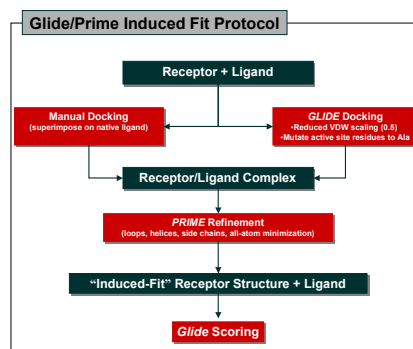 Glide/Prime Induced Fit Protocol
Receptor + Ligand
Manual Docking
(superimpose on native ligand)
GLIDE Docking
•Reduced VDW scaling (0.5)
•Mutate active site residues to Ala
Receptor/Ligand Complex
PRIME Refinement
(loops, helices, side chains, all-atom minimization)
“Induced-Fit” Receptor Structure + Ligand
Glide Scoring